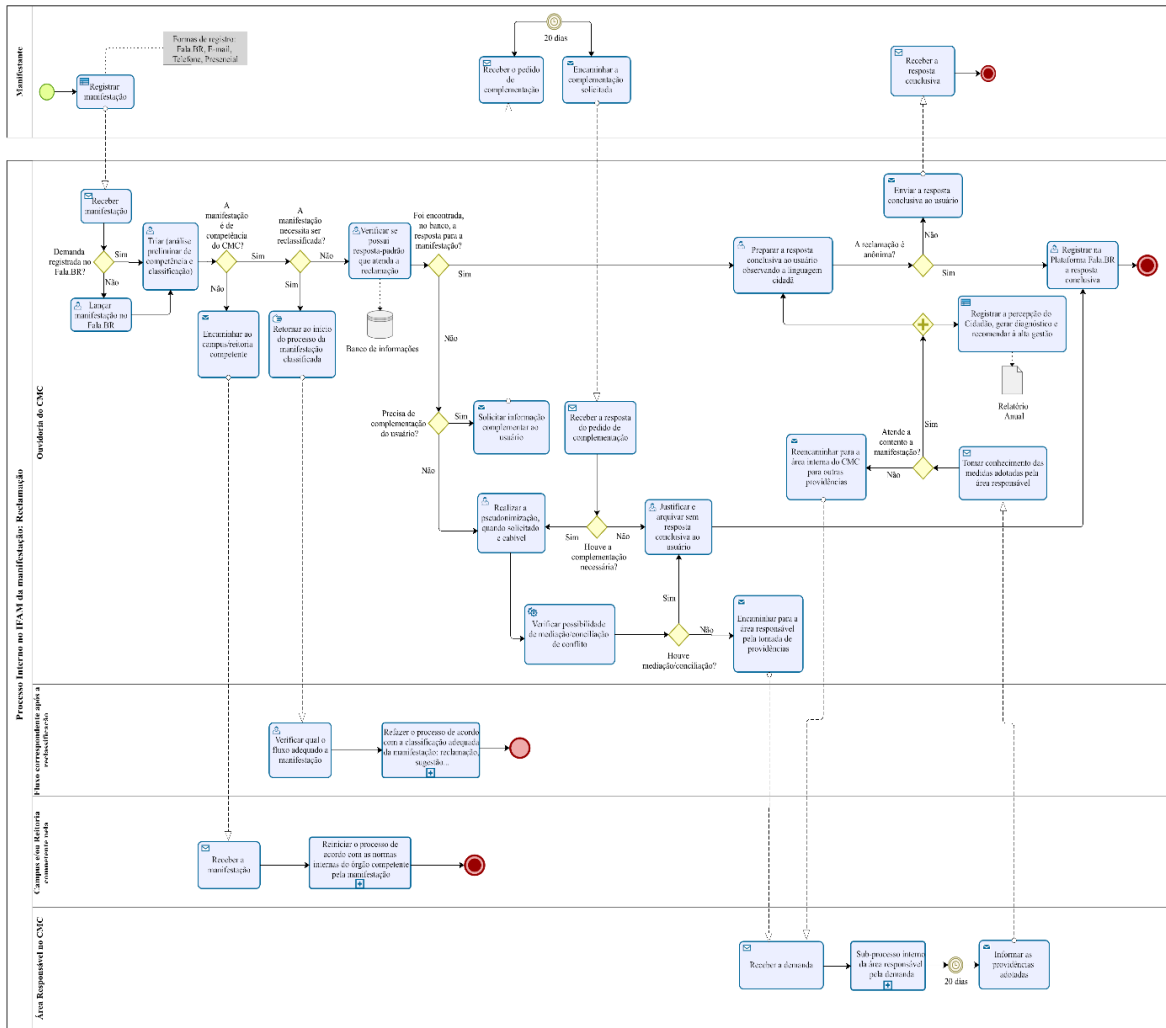 Manifestante
Formas de registro:
Fala.BR, E-mail,
Telefone, Presencial
Registrar
manifestação
20 dias
Receber o pedido
de
complementação
Encaminhar a
complementação
solicitada
Receber a
resposta
conclusiva
Processo Interno no IFAM da manifestação: Reclamação
Ouvidoria do CMC
Receber
manifestação
Demanda
registrada no
Fala.BR?
Sim
Não
Lançar
manifestação no
Fala.BR
Triar (análise
preliminar de
competência e
classificação)
A
manifestação
é de
competência
do CMC?
Sim
Não
Encaminhar ao
campus/reitoria
competente
A
manifestação
necessita ser
reclassificada?
Não
Sim
Retornar ao início
do processo da
manifestação
classificada
Verificar se
possui
resposta-padrão
que atenda a
reclamação
Banco de informações
Foi encontrada,
no banco, a
resposta para a
manifestação?
Sim
Não
Precisa de
complementação
do usuário?
Sim
Não
Solicitar informação
complementar ao
usuário
Receber a resposta
do pedido de
complementação
Realizar a
pseudonimização,
quando solicitado
e cabível
Sim
Não
Houve a
complementação
necessária?
Justificar e
arquivar sem
resposta
conclusiva ao
usuário
Verificar possibilidade
de mediação/conciliação
de conflito
Sim
Não
Houve
mediação/conciliação?
Encaminhar para a
área responsável
pela tomada de
providências
Preparar a resposta
conclusiva ao usuário
observando a linguagem
cidadã
Enviar a resposta
conclusiva ao usuário
Não
A reclamação é
anônima?
Sim
Registrar na
Plataforma Fala.BR
a resposta
conclusiva
Registrar a percepção do
Cidadão, gerar diagnóstico e
recomendar à alta gestão
Relatório
Anual
Sim
Atende a
contento a
manifestação?
Não
Reencaminhar para a
área interna do CMC
para outras
providências
Tomar conhecimento das
medidas adotadas pela
área responsável
Fluxo correspondente após a
reclassificação
Verificar qual o
fluxo adequado a
manifestação
Refazer o processo de acordo
com a classificação adequada
da manifestação: reclamação,
sugestão...
Campus e/ou Reitoria
competente pela
Receber a
manifestação
Reiniciar o processo de
acordo com as normas
internas do órgão competente
pela manifestação
Área Responsável no CMC
Receber a demanda
Sub-processo interno
da área responsável
pela demanda
20 dias
Informar as
providências
adotadas